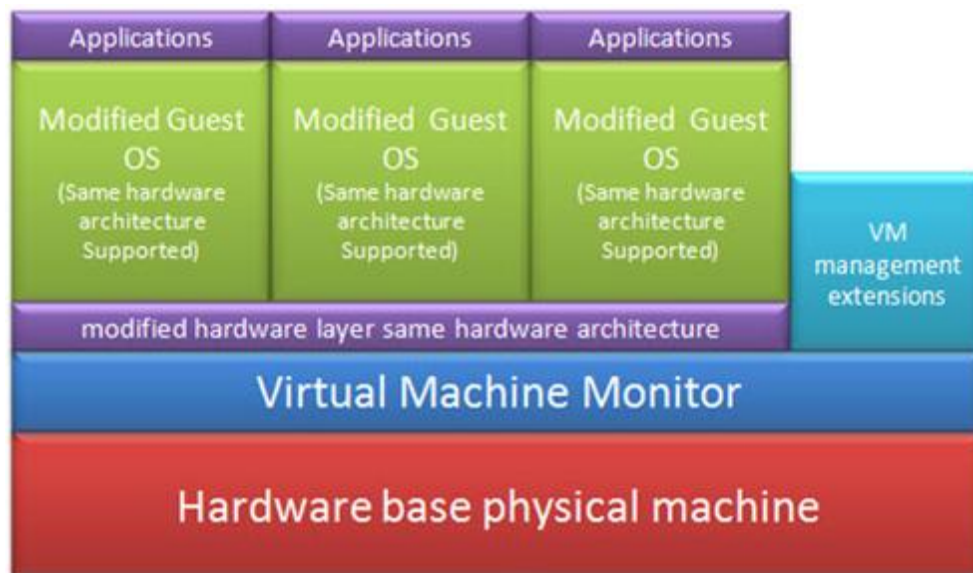 Applications
Applications
Applications
Modified Guest
OS
(Same hardware
architecture
Supported)
Modified Guest
OS
(Same hardware
architecture
Supported)
Modified Guest
OS
(Same hardware
architecture
Supported)
VM
management
extensions
modified hardware layer same hardware architecture
Virtual Machine Monitor
Hardware base physical machine